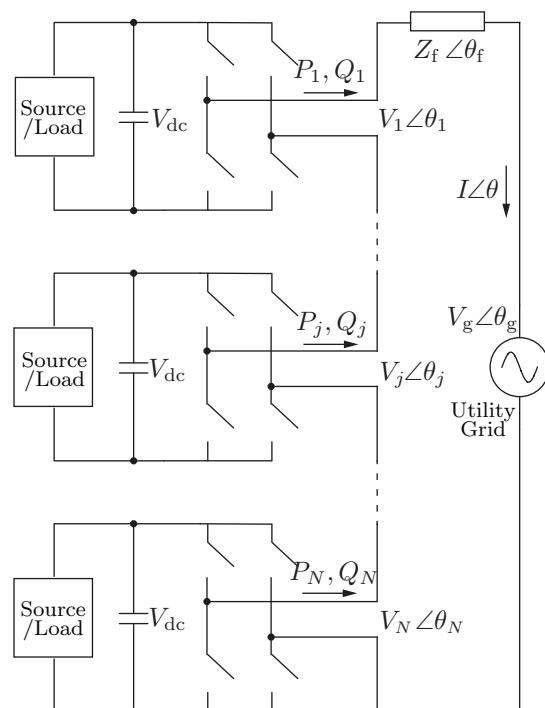 Z_f ∠θ_f
P_1, Q_1
Source
/Load
V_dc
V_1∠θ_1
I∠θ
P_j, Q_j
V_g∠θ_g
Source
/Load
V_dc
V_j∠θ_j
Utility
Grid
P_N, Q_N
Source
/Load
V_dc
V_N∠θ_N